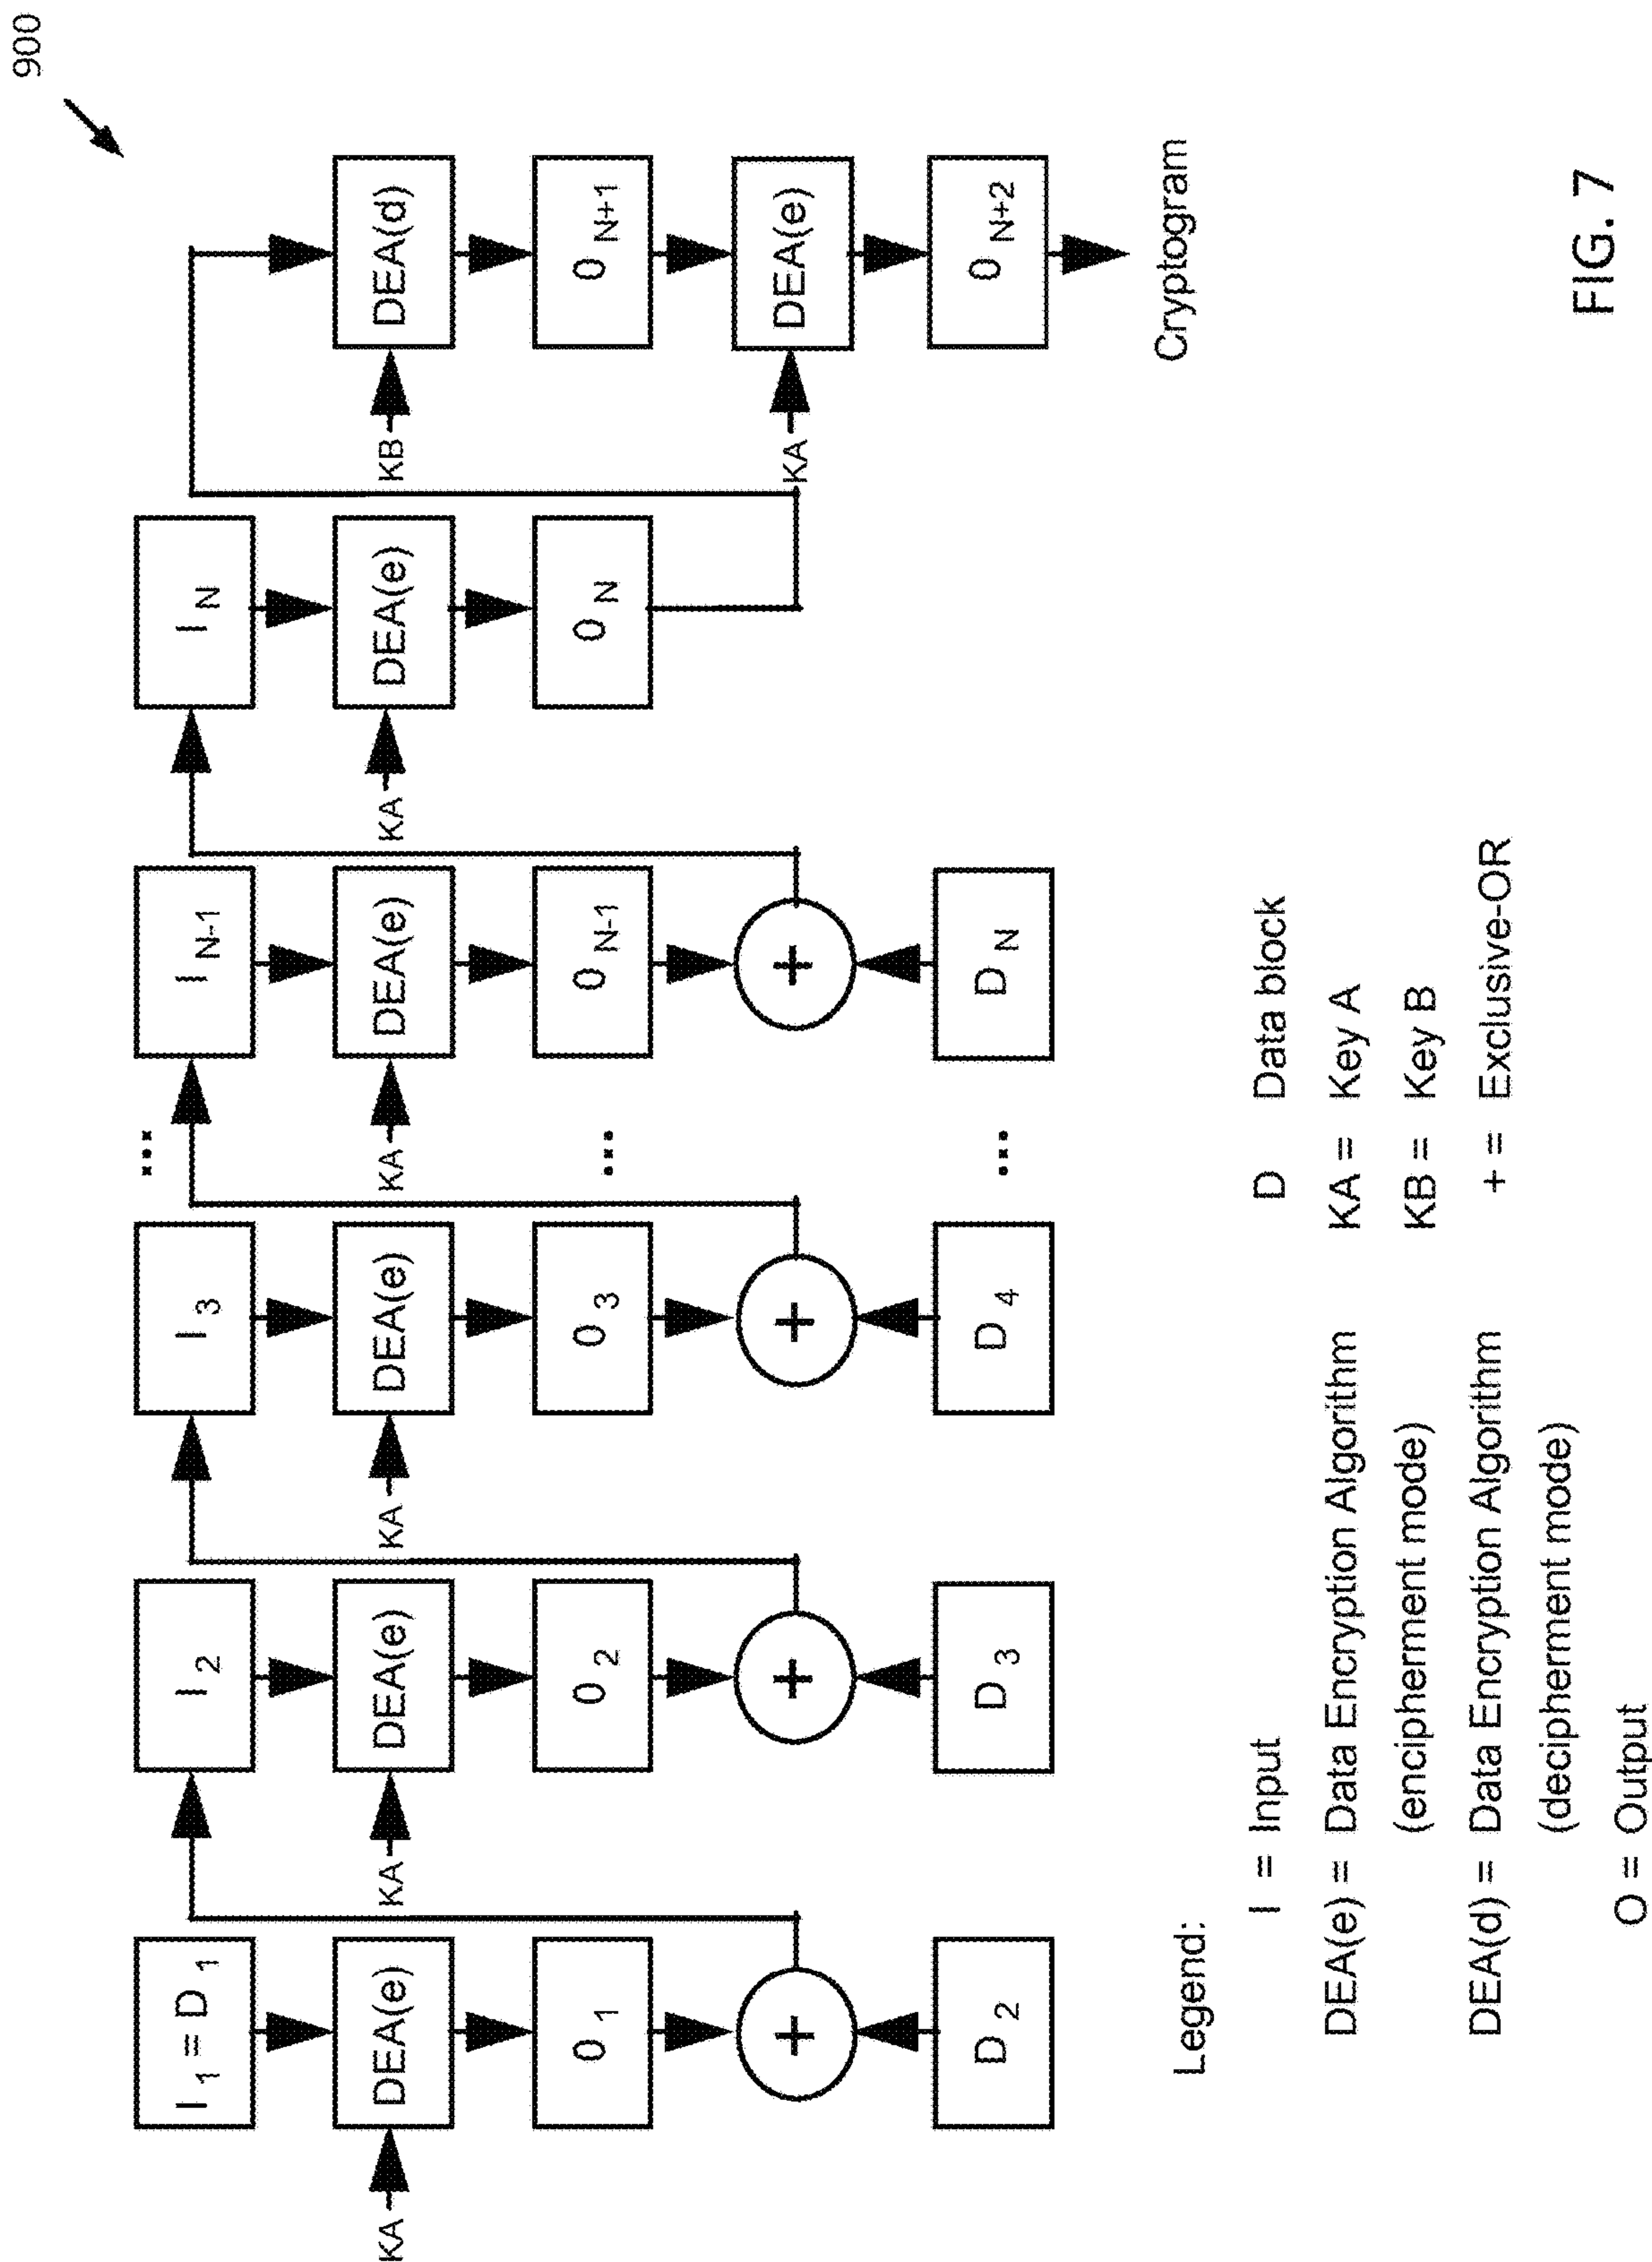 900
I 1 = D 1
I 2
I 3
...
I N-1
I N
KA
DEA(e)
KA
DEA(e)
KA
DEA(e)
KA
DEA(e)
KA
DEA(e)
KB
DEA(d)
0 1
0 2
0 3
...
0 N-1
0 N
0 N+1
+
+
+
+
KA
DEA(e)
D 2
D 3
D 4
...
D N
0 N+2
Cryptogram
Legend:
I = Input
DEA(e) = Data Encryption Algorithm
(encipherment mode)
DEA(d) = Data Encryption Algorithm
(decipherment mode)
O = Output
D Data block
KA = Key A
KB = Key B
+ = Exclusive-OR
FIG. 7